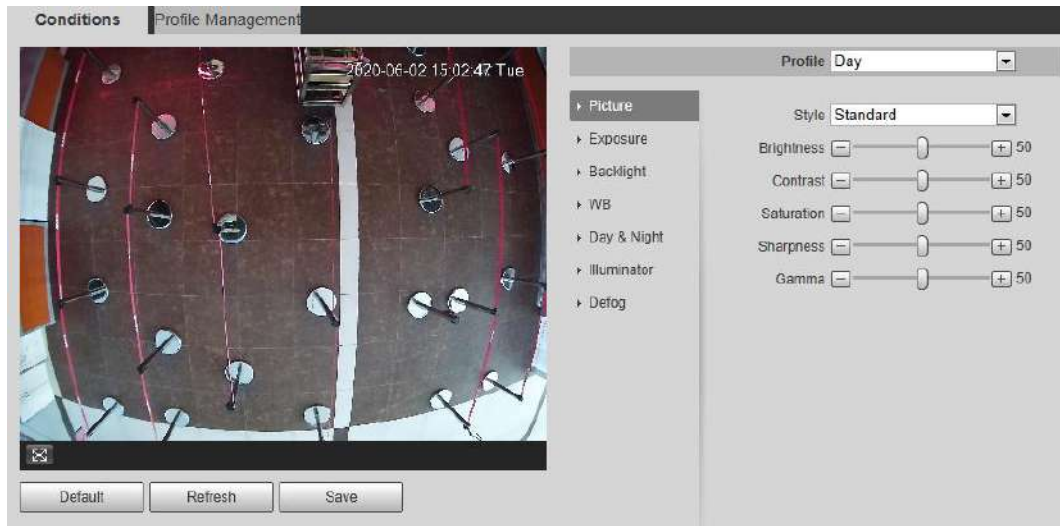 Conditions
Profile Management
2020-06-02 15:02:47 Tue
Profile Day
Picture
Exposure
Backlight
WB
Day & Night
Illuminator
Defog
Style Standard
Brightness 50
Contrast 50
Saturation 50
Sharpness 50
Gamma 50
Default
Refresh
Save